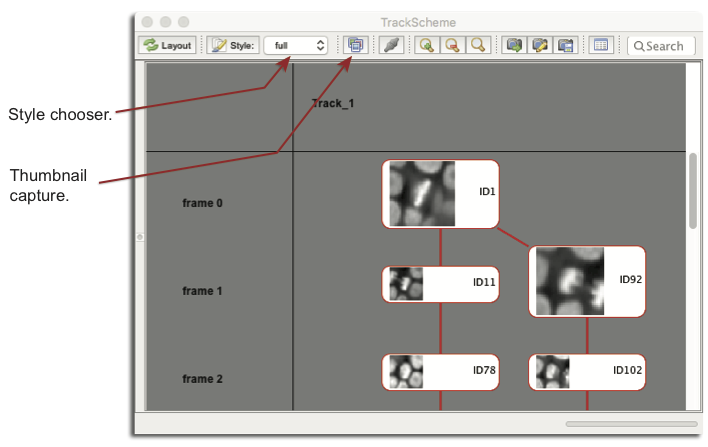 TrackScheme
Layout Style: full Search
Style chooser.
Track_1
Thumbnail
capture.
frame 0 ID1
frame 1 ID11 ID92
frame 2 ID78 ID102